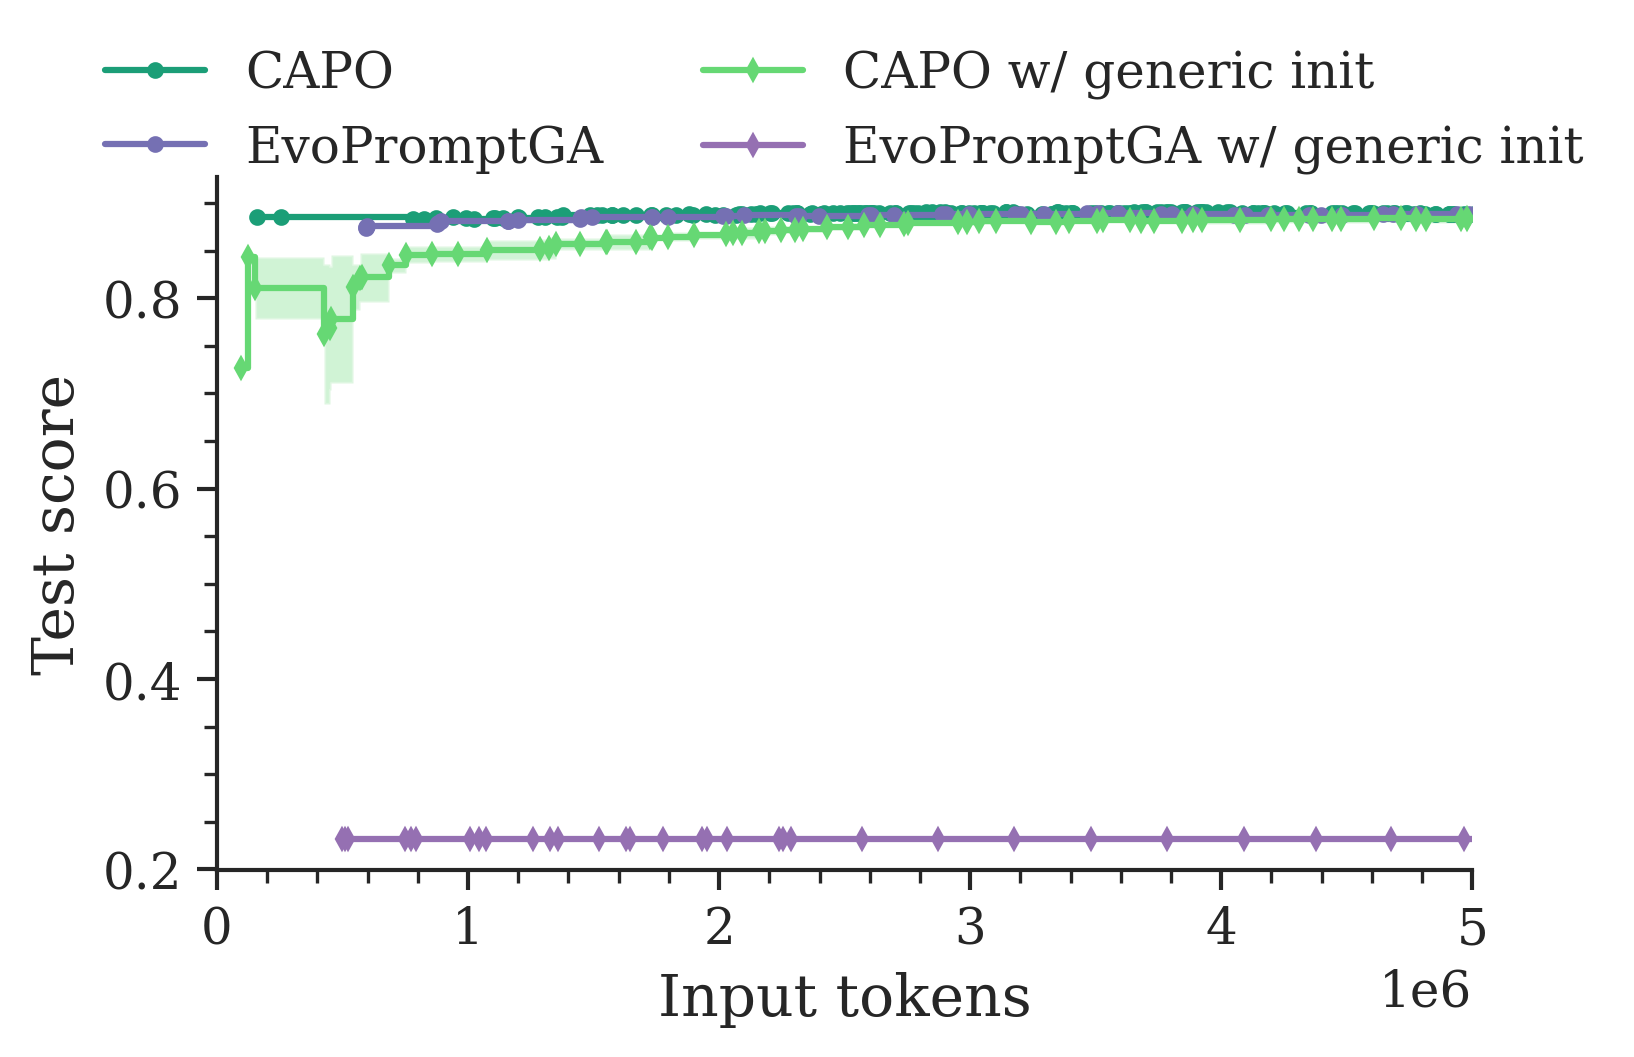 CAPO
EvoPromptGA
CAPO w/ generic init
EvoPromptGA w/ generic init
Test score
0.8
0.6
0.4
0.2
0 1 2 3 4 5
Input tokens
1e6